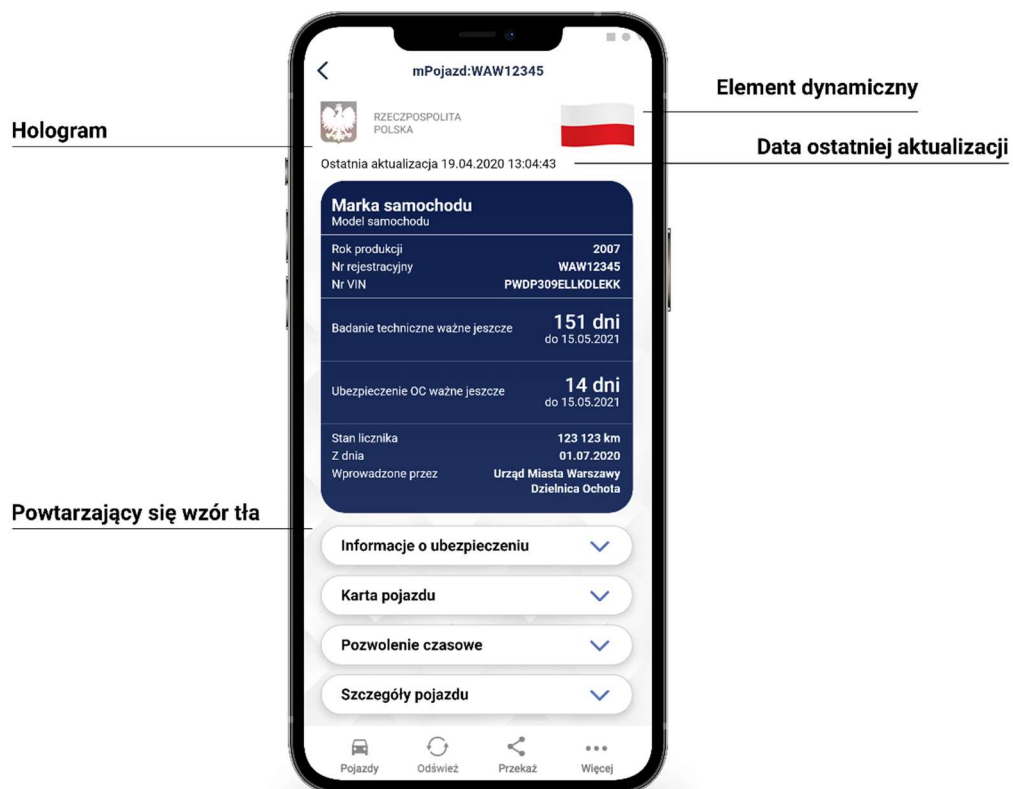 mPojazd:WAW12345
Element dynamiczny
RZECZPOSPOLITA
POLSKA
Hologram
Data ostatniej aktualizacji
Ostatnia aktualizacja 19.04.2020 13:04:43
Marka samochodu
Model samochodu
Rok produkcji 2007
Nr rejestracyjny WAW12345
Nr VIN PWDP309ELLKDLEKK
Badanie techniczne ważne jeszcze 151 dni
do 15.05.2021
Ubezpieczenie OC ważne jeszcze 14 dni
do 15.05.2021
Stan licznika 123 123 km
Z dnia 01.07.2020
Wprowadzone przez Urząd Miasta Warszawy
Dzielnica Ochota
Powtarzający się wzór tła
Informacje o ubezpieczeniu
Karta pojazdu
Pozwolenie czasowe
Szczegóły pojazdu
Pojazdy Odśwież Przekaż Więcej